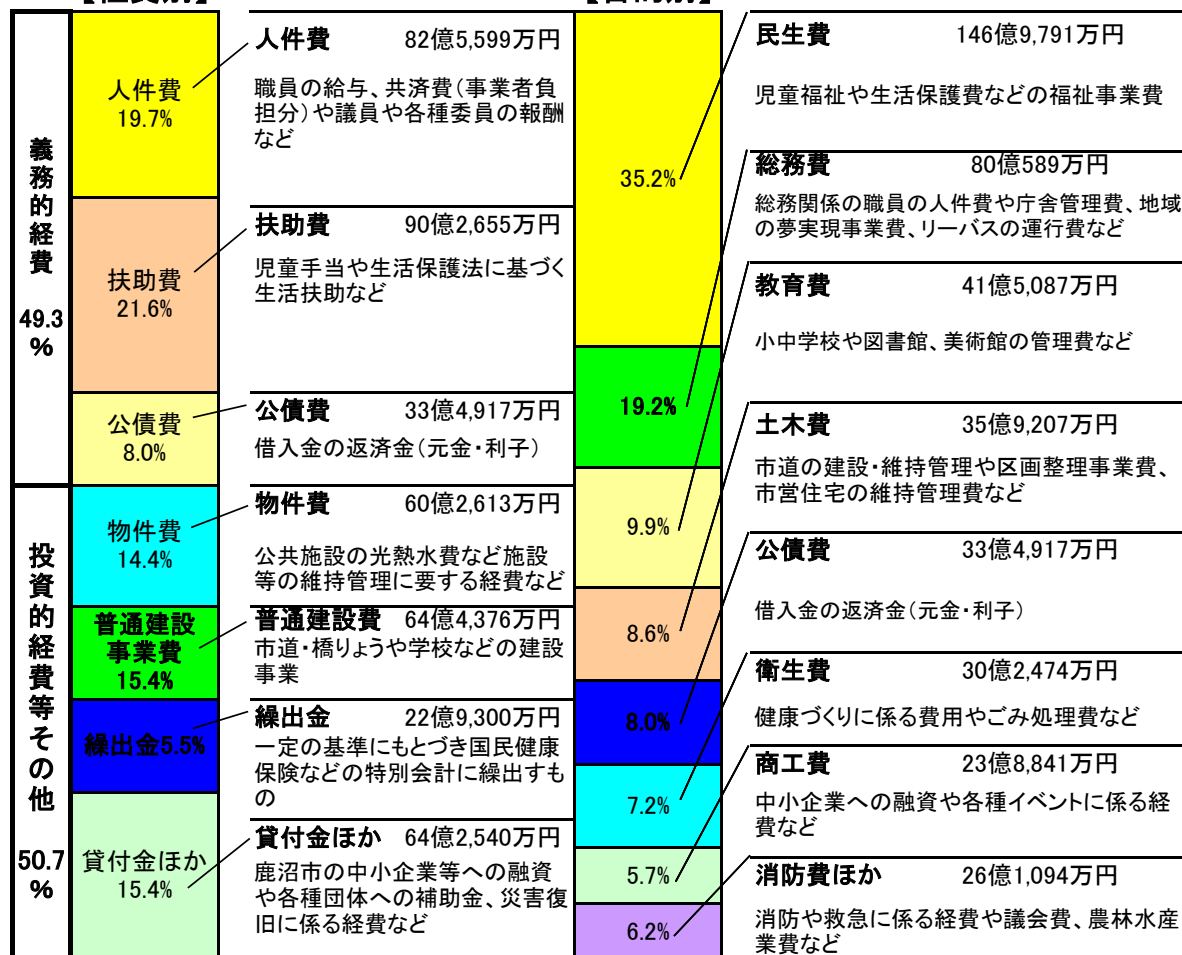 義務的経費
49.3
%
投資的経費等その他
50.7
%
人件費
19.7%
扶助費
21.6%
公債費
8.0%
物件費
14.4%
普通建設
事業費
15.4%
繰出金5.5%
貸付金ほか
15.4%
人件費 82億5,599万円
職員の給与、共済費(事業者負
担分)や議員や各種委員の報酬
など
扶助費 90億2,655万円
児童手当や生活保護法に基づく
生活扶助など
公債費 33億4,917万円
借入金の返済金(元金・利子)
物件費 60億2,613万円
公共施設の光熱水費など施設
等の維持管理に要する経費など
普通建設費 64億4,376万円
市道・橋りょうや学校などの建設
事業
繰出金 22億9,300万円
一定の基準にもとづき国民健康
保険などの特別会計に繰出すも
の
貸付金ほか 64億2,540万円
鹿沼市の中小企業等への融資
や各種団体への補助金、災害復
旧に係る経費など
35.2%
19.2%
9.9%
8.6%
8.0%
7.2%
5.7%
6.2%
民生費 146億9,791万円
児童福祉や生活保護費などの福祉事業費
総務費 80億589万円
総務関係の職員の人件費や庁舎管理費、地域
の夢実現事業費、リーバスの運行費など
教育費 41億5,087万円
小中学校や図書館、美術館の管理費など
土木費 35億9,207万円
市道の建設・維持管理や区画整理事業費、
市営住宅の維持管理費など
公債費 33億4,917万円
借入金の返済金(元金・利子)
衛生費 30億2,474万円
健康づくりに係る費用やごみ処理費など
商工費 23億8,841万円
中小企業への融資や各種イベントに係る経
費など
消防費ほか 26億1,094万円
消防や救急に係る経費や議会費、農林水産
業費など